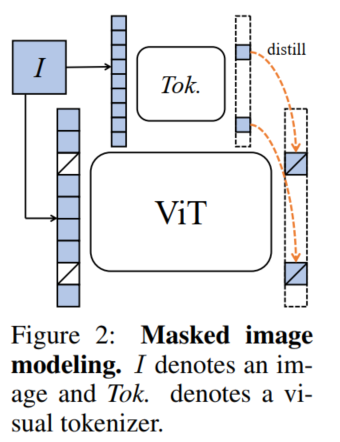 I
Tok.
distill
ViT
Figure 2: Masked image
modeling. I denotes an im-
age and Tok. denotes a vi-
sual tokenizer.